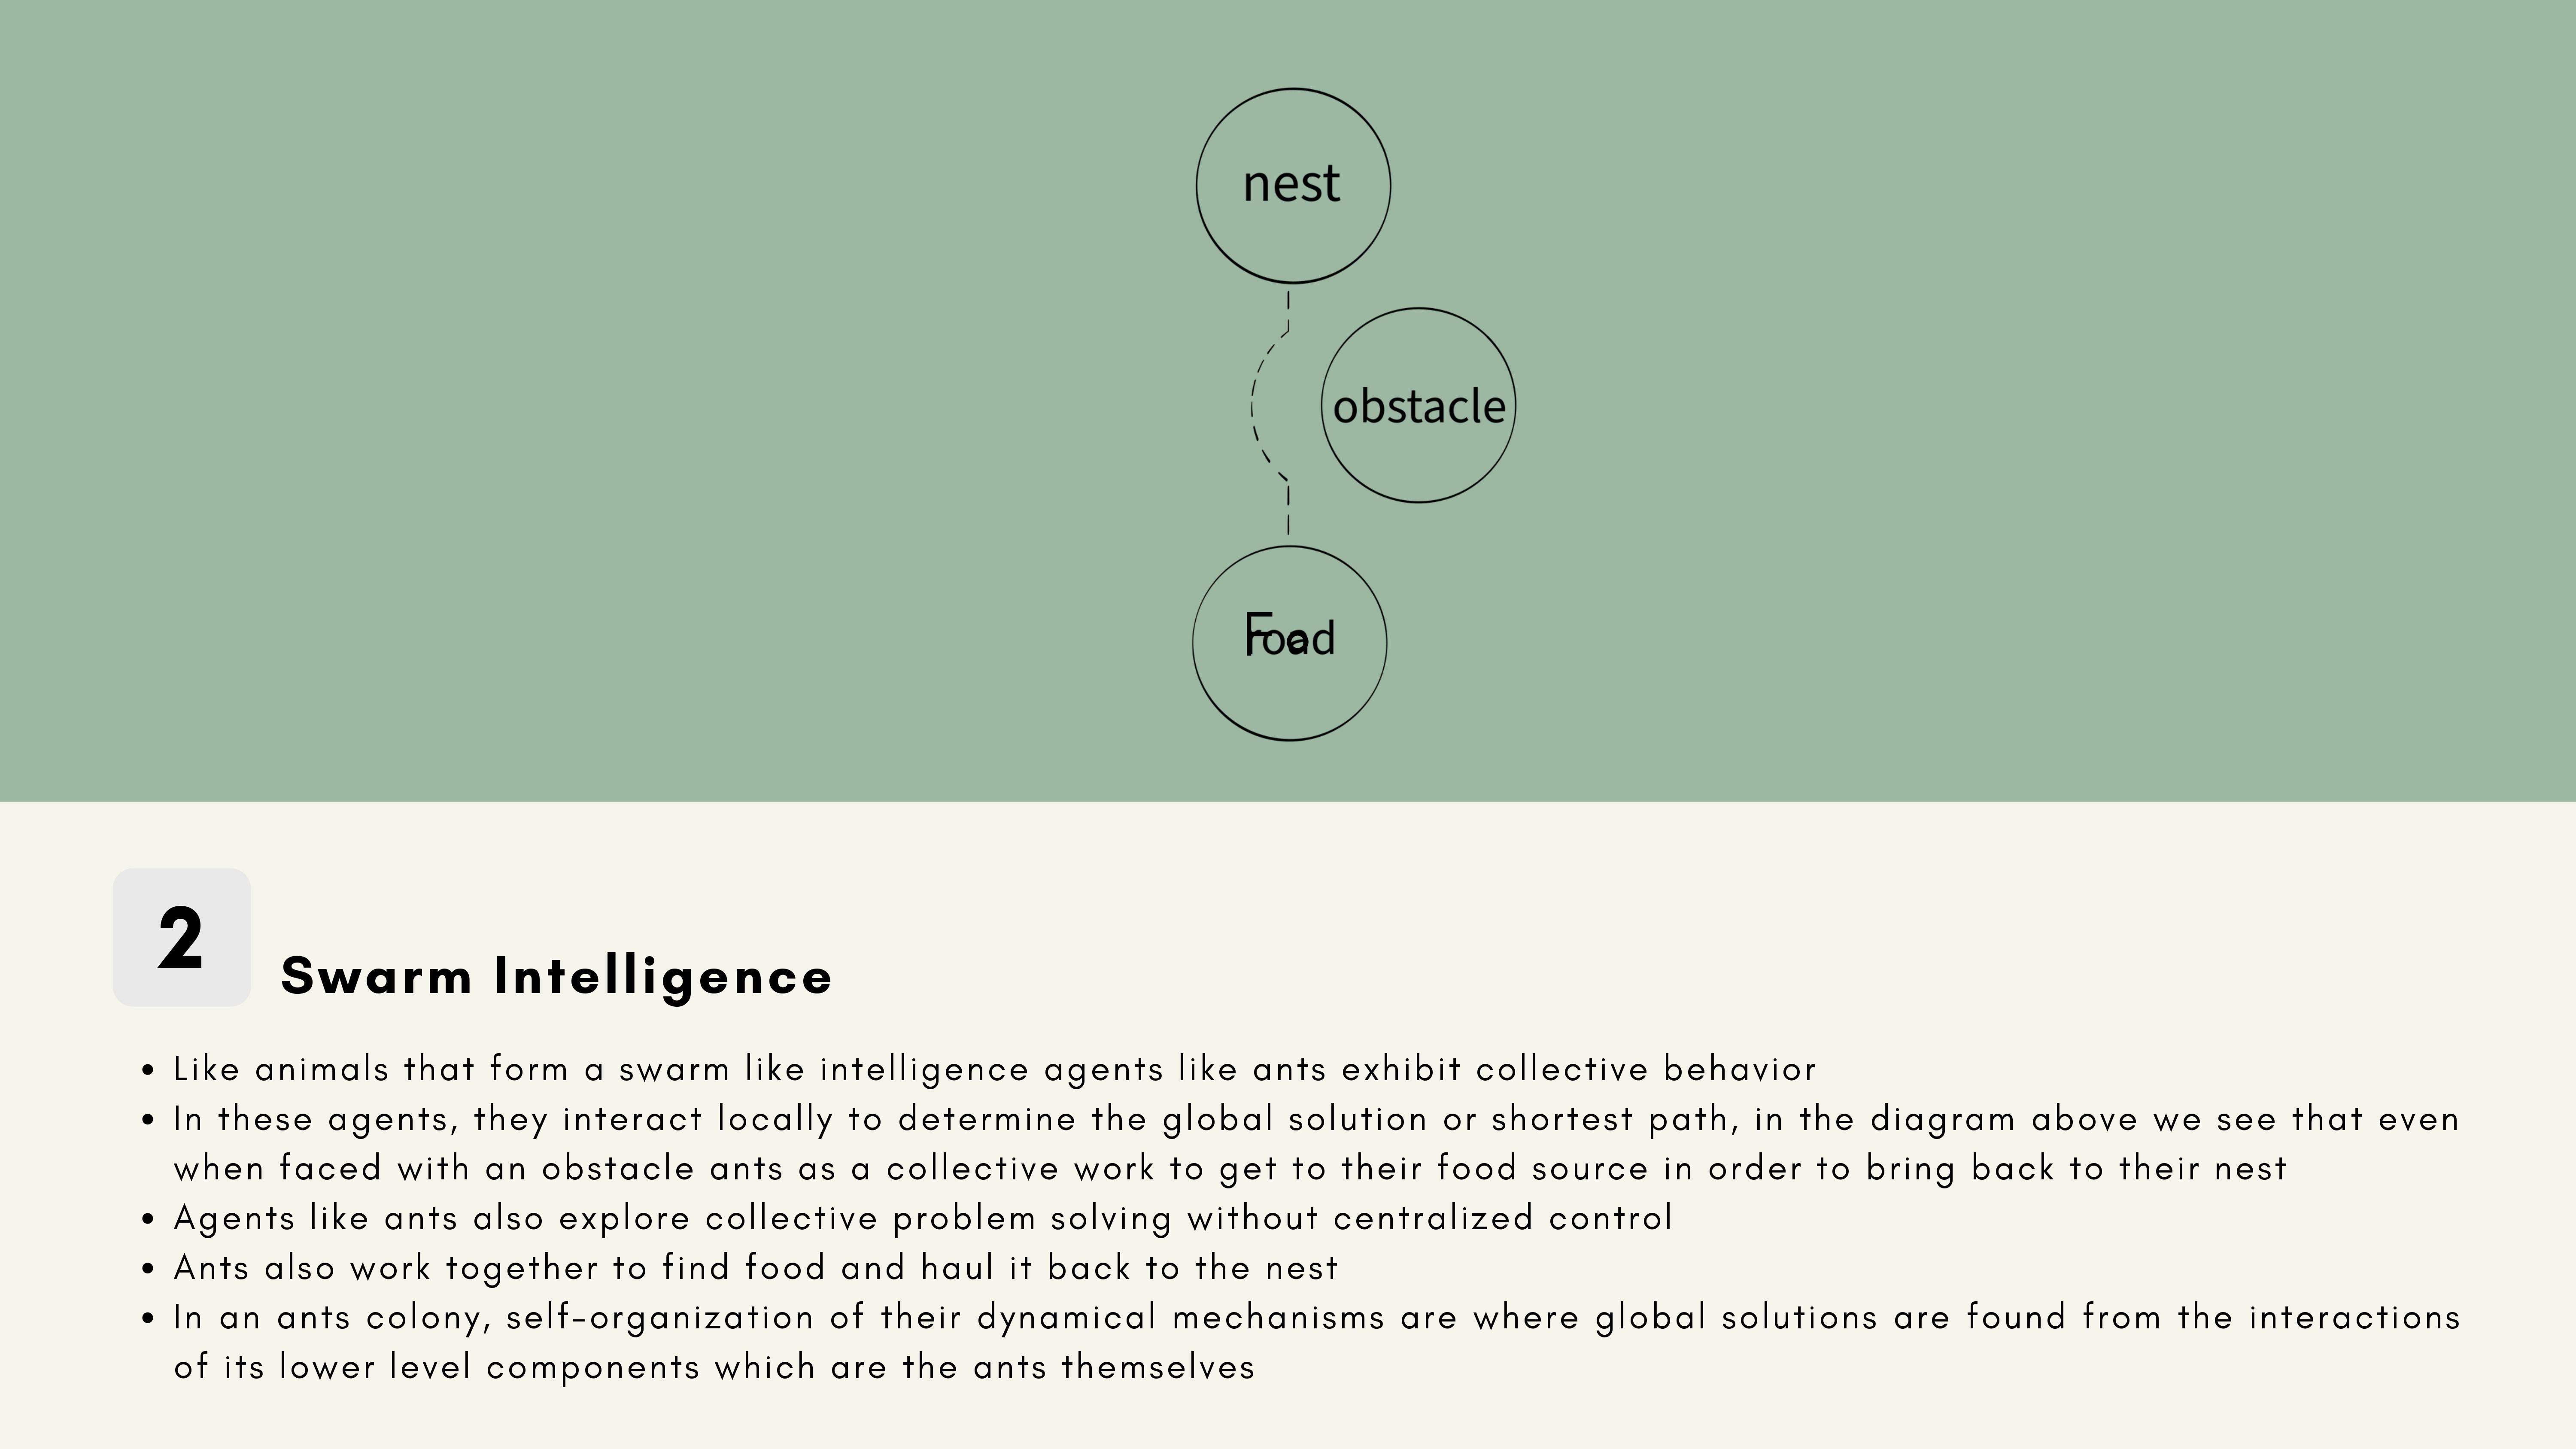 nest
obstacle
Food
2
Swarm Intelligence
• Like animals that form a swarm like intelligence agents like ants exhibit collective behavior
• In these agents, they interact locally to determine the global solution or shortest path, in the diagram above we see that even
when faced with an obstacle ants as a collective work to get to their food source in order to bring back to their nest
• Agents like ants also explore collective problem solving without centralized control
• Ants also work together to find food and haul it back to the nest
• In an ants colony, self-organization of their dynamical mechanisms are where global solutions are found from the interactions
of its lower level components which are the ants themselves